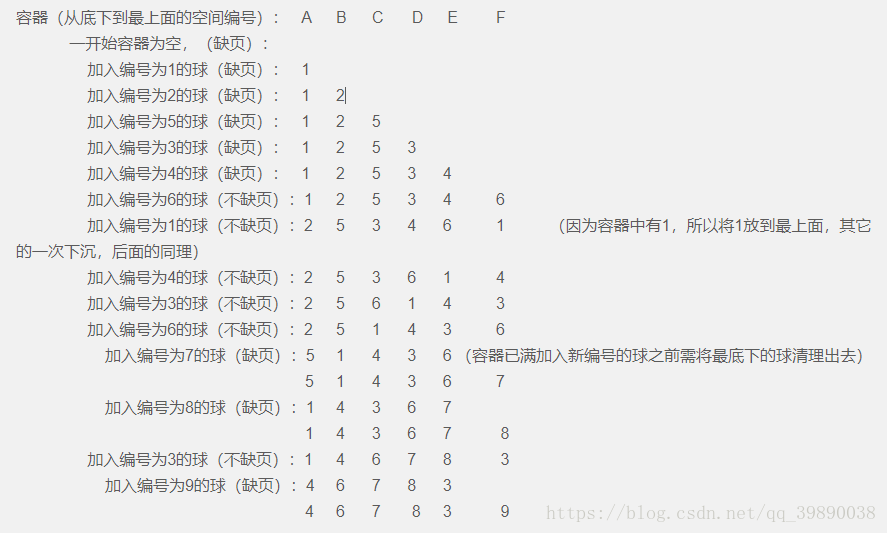 容器（从底下到最上面的空间编号）： A B C D E F
一开始容器为空，（缺页）：
加入编号为1的球（缺页）： 1
加入编号为2的球（缺页）： 1 2
加入编号为5的球（缺页）： 1 2 5
加入编号为3的球（缺页）： 1 2 5 3
加入编号为4的球（缺页）： 1 2 5 3 4
加入编号为6的球（不缺页）：1 2 5 3 4 6
加入编号为1的球（不缺页）：2 5 3 4 6 1 （因为容器中有1，所以将1放到最上面，其它
的一次下沉，后面的同理）
加入编号为4的球（不缺页）：2 5 3 6 1 4
加入编号为3的球（不缺页）：2 5 6 1 4 3
加入编号为6的球（不缺页）：2 5 1 4 3 6
加入编号为7的球（缺页）：5 1 4 3 6（容器已满加入新编号的球之前需将最底下的球清理出去）
5 1 4 3 6 7
加入编号为8的球（缺页）：1 4 3 6 7
1 4 3 6 7 8
加入编号为3的球（不缺页）：1 4 6 7 8 3
加入编号为9的球（缺页）：4 6 7 8 3
4 6 7 8 3 9
https://blog.csdn.net/qq_39890038